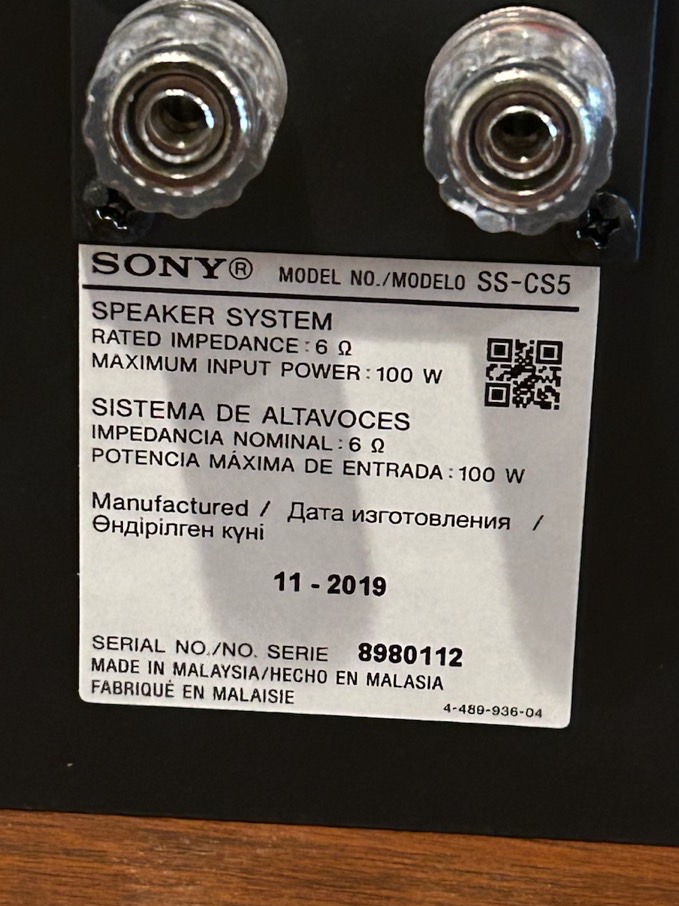 SONY® MODEL NO./MODELO SS-CS5
SPEAKER SYSTEM
RATED IMPEDANCE : 6 Ω
MAXIMUM INPUT POWER : 100 W
SISTEMA DE ALTAVOCES
IMPEDANCIA NOMINAL : 6 Ω
POTENCIA MÁXIMA DE ENTRADA : 100 W
Manufactured / Дата изготовления /
Өндірілген күні
11 - 2019
SERIAL NO./NO. SERIE 8980112
MADE IN MALAYSIA/HECHO EN MALASIA
FABRIQUÉ EN MALAISIE
4-489-936-04